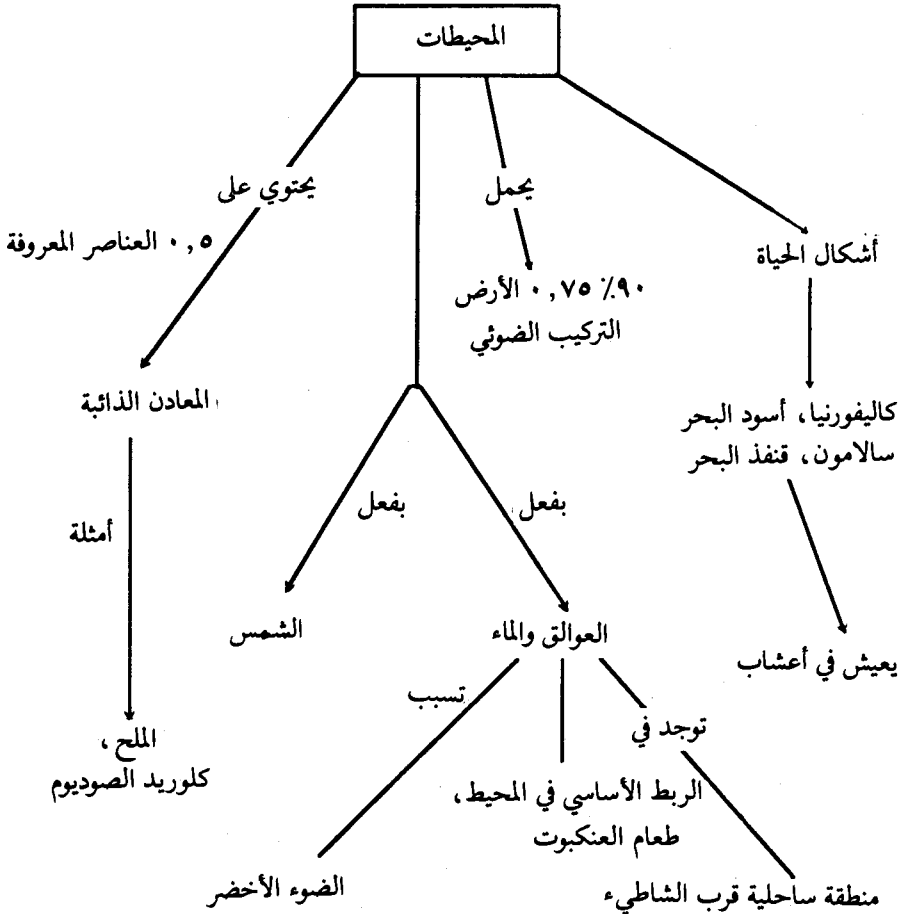 المحيطات
يحتوي على
يحمل
٠,٥ العناصر المعروفة
أشكال الحياة
٩٠٪ ٠,٧٥ الأرض
التركيب الضوئي
المعادن الذائبة
كاليفورنيا، أسود البحر
سالامون، قنفذ البحر
أمثلة
بفعل
بفعل
الشمس
العوالق والماء
يعيش في أعشاب
تسبب
توجد في
الملح،
كلوريد الصوديوم
الربط الأساسي في المحيط،
طعام العنكبوت
الضوء الأخضر
منطقة ساحلية قرب الشاطيء